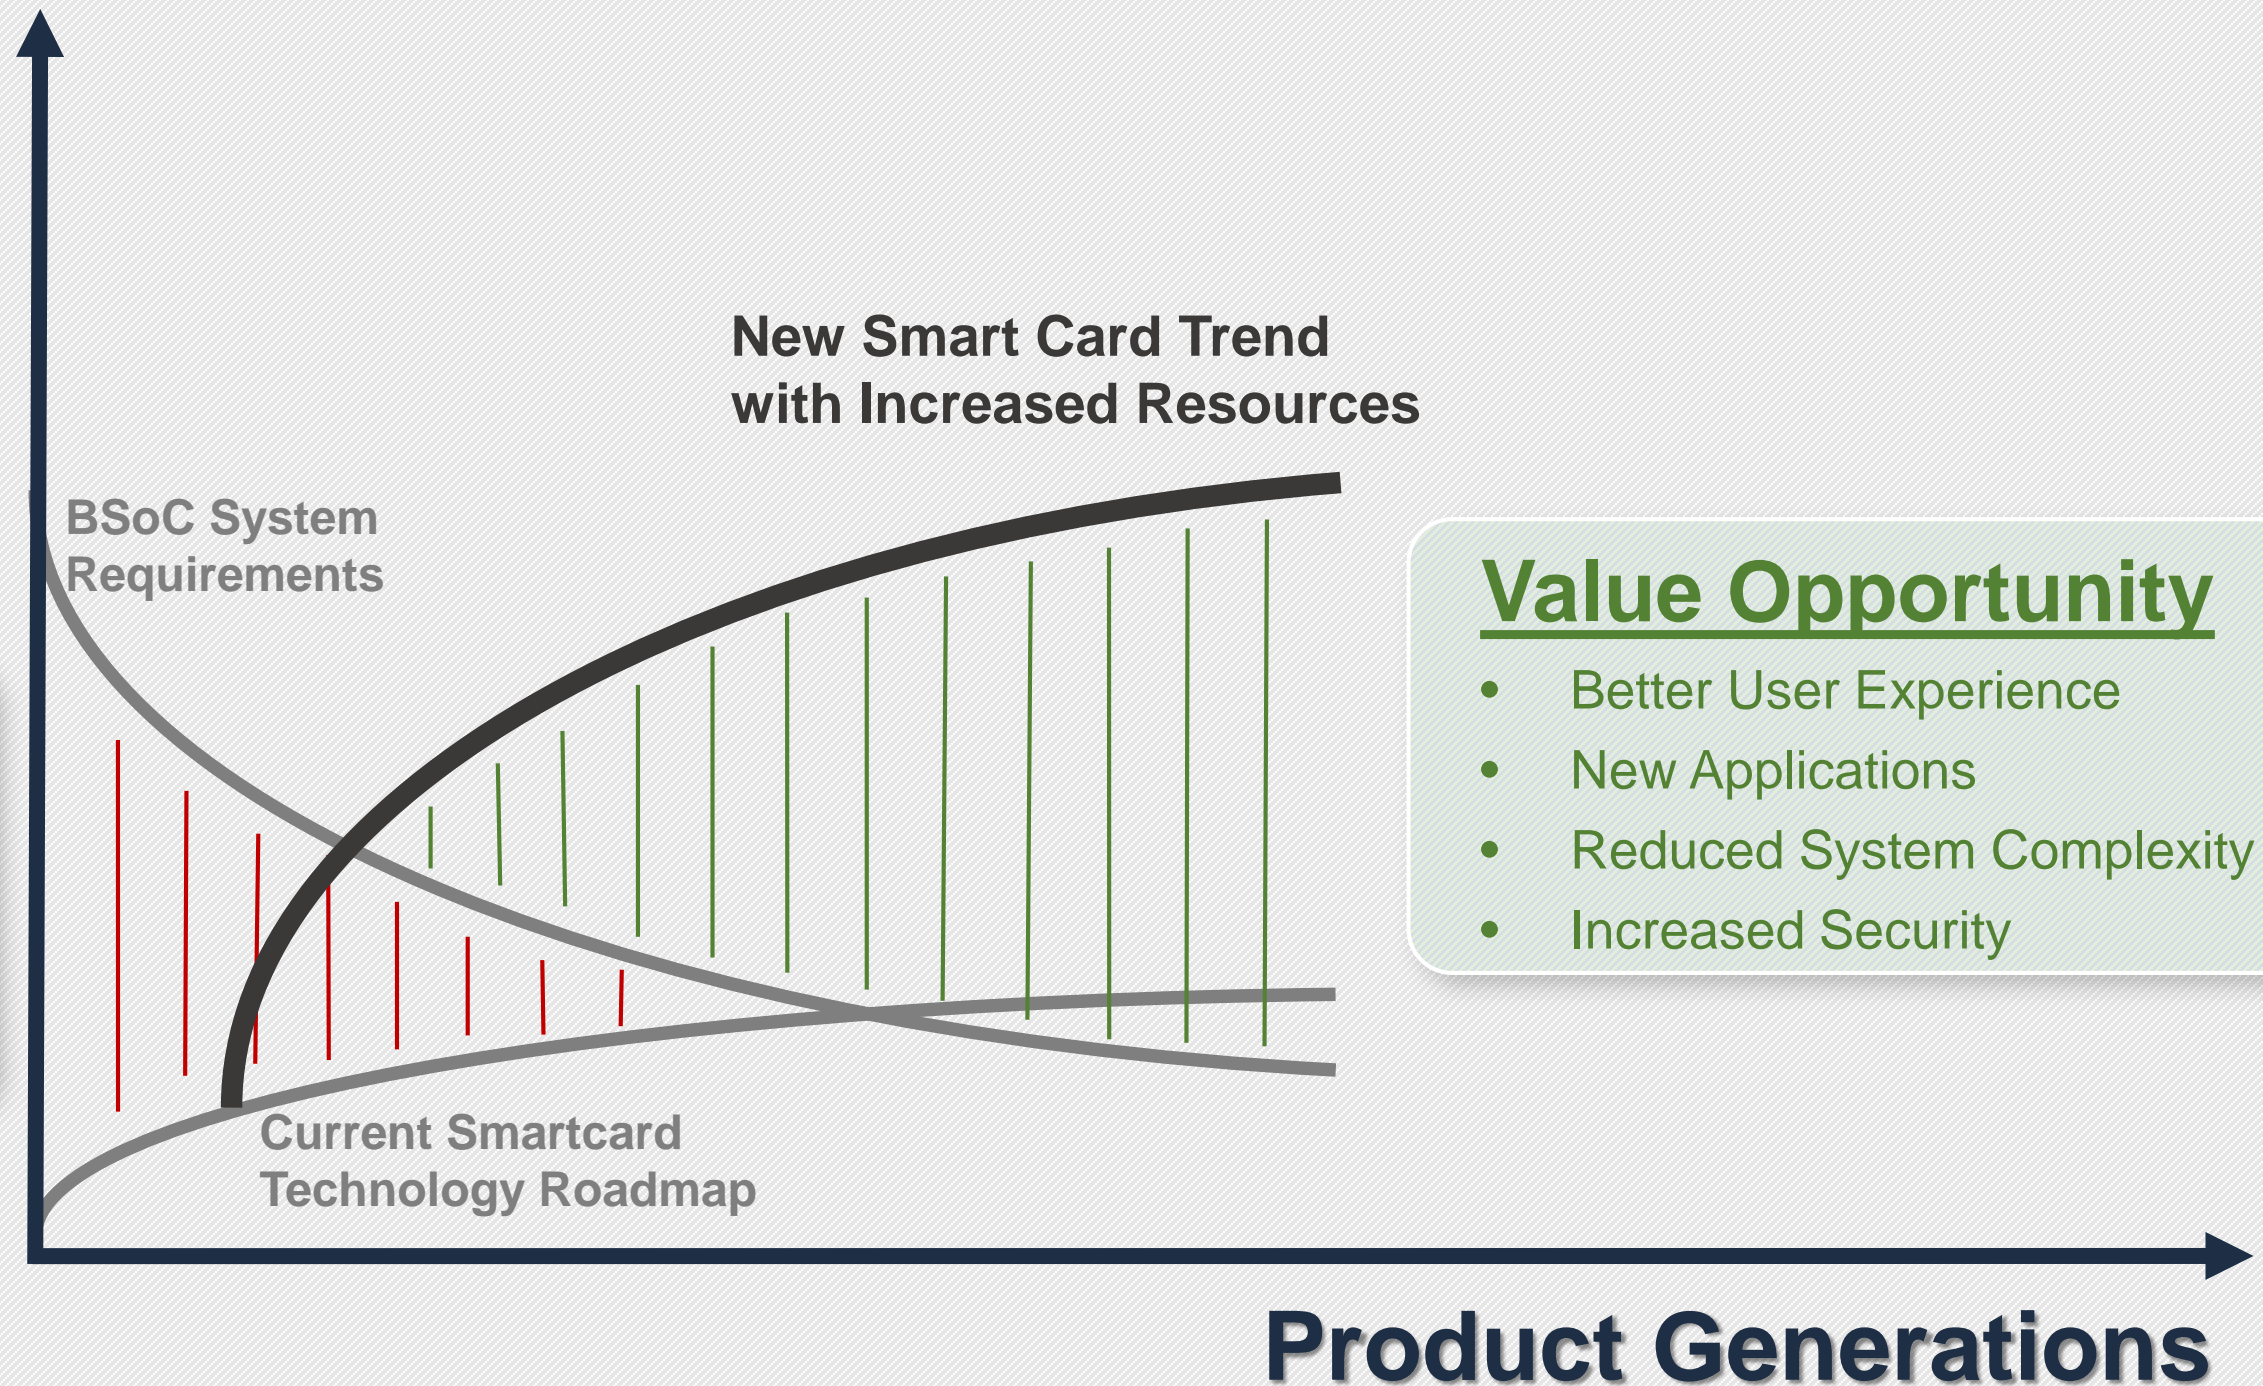 New Smart Card Trend
with Increased Resources
BSoC System
Requirements
Value Opportunity
• Better User Experience
• New Applications
• Reduced System Complexity
• Increased Security
Current Smartcard
Technology Roadmap
Product Generations